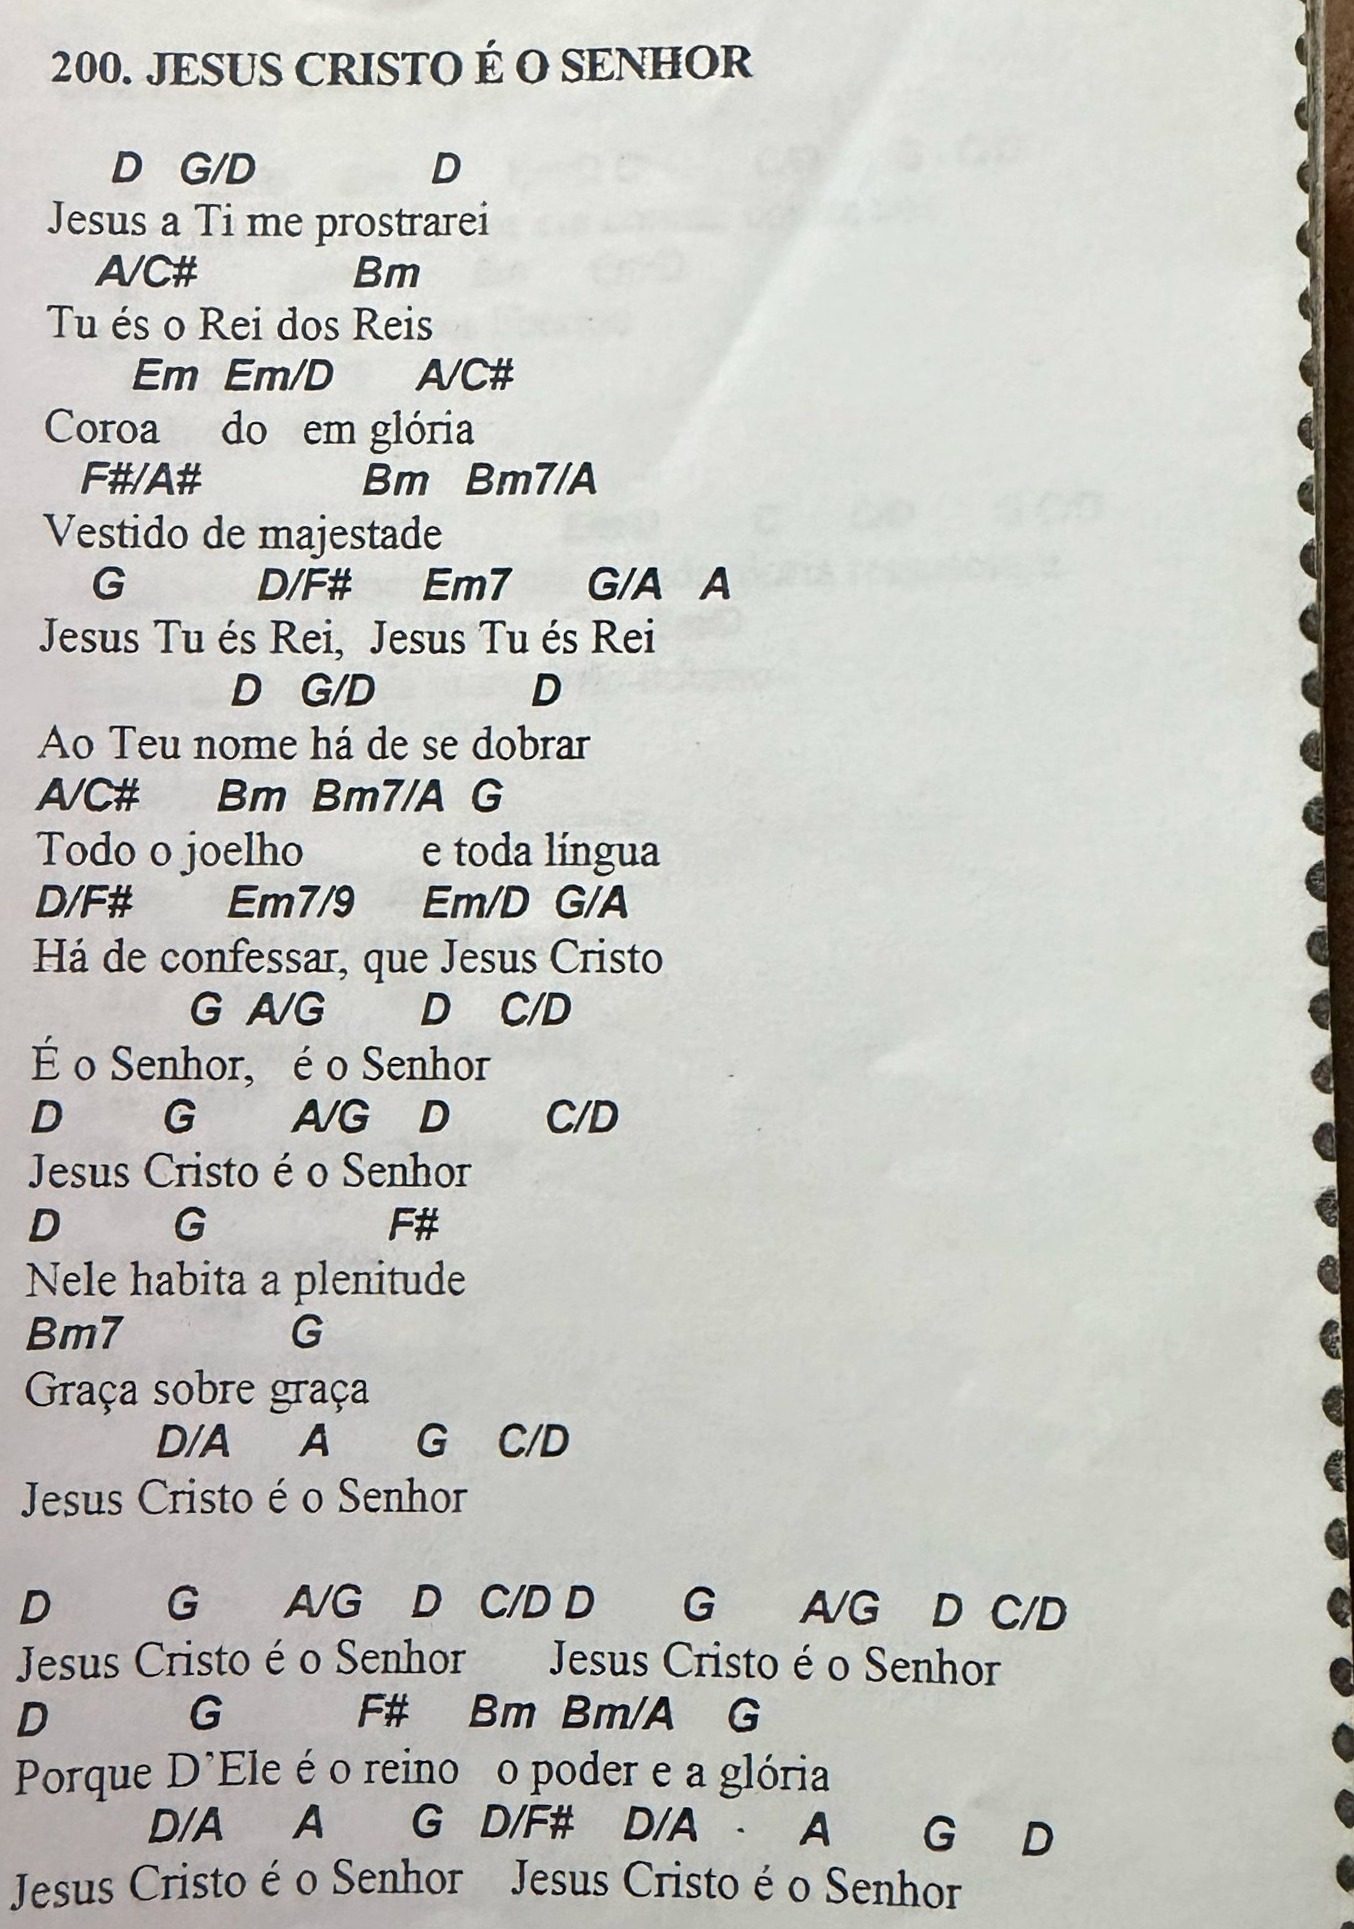 200. JESUS CRISTO É O SENHOR
D G/D D
Jesus a Ti me prostrarei
A/C# Bm
Tu és o Rei dos Reis
Em Em/D A/C#
Coroa do em glória
F#/A# Bm Bm7/A
Vestido de majestade
G D/F# Em7 G/A A
Jesus Tu és Rei, Jesus Tu és Rei
D G/D D
Ao Teu nome há de se dobrar
A/C# Bm Bm7/A G
Todo o joelho e toda língua
D/F# Em7/9 Em/D G/A
Há de confessar, que Jesus Cristo
G A/G D C/D
É o Senhor, é o Senhor
D G A/G D C/D
Jesus Cristo é o Senhor
D G F#
Nele habita a plenitude
Bm7 G
Graça sobre graça
D/A A G C/D
Jesus Cristo é o Senhor
D G A/G D C/D D G A/G D C/D
Jesus Cristo é o Senhor Jesus Cristo é o Senhor
D G F# Bm Bm/A G
Porque D’Ele é o reino o poder e a glória
D/A A G D/F# D/A A G D
Jesus Cristo é o Senhor Jesus Cristo é o Senhor